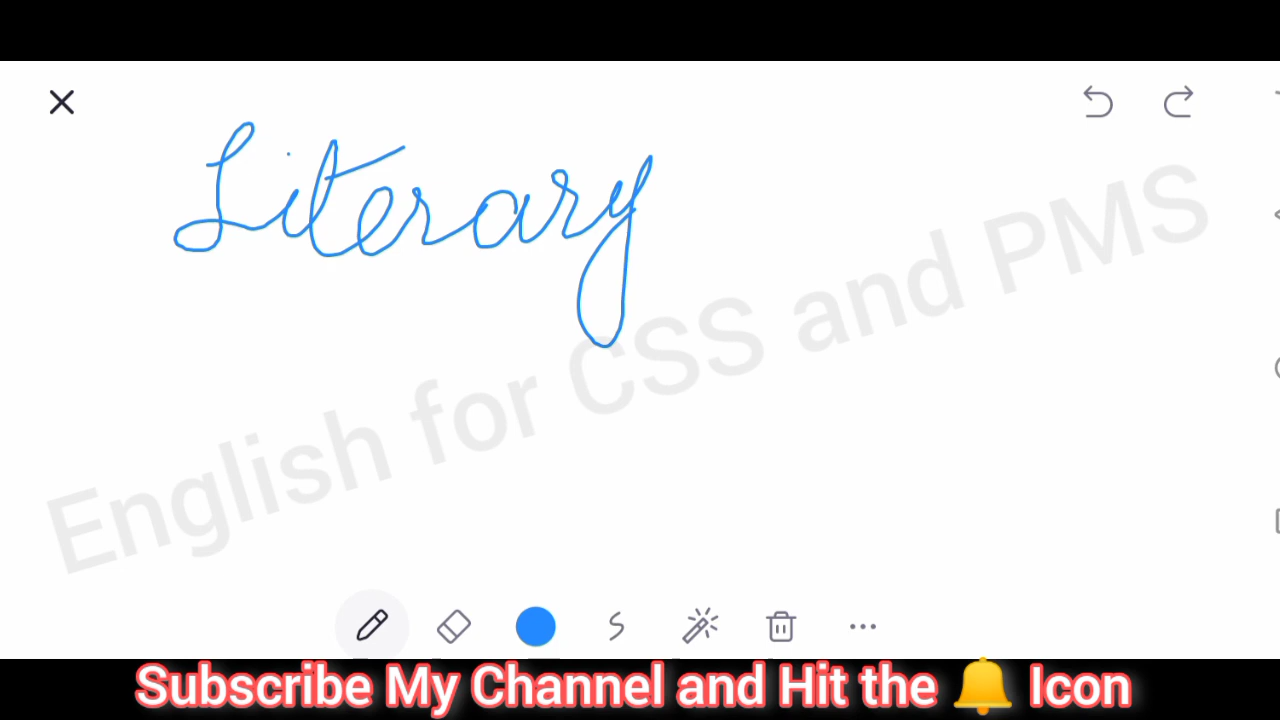 Literary
English for CSS and PMS
Subscribe My Channel and Hit the 🔔 Icon